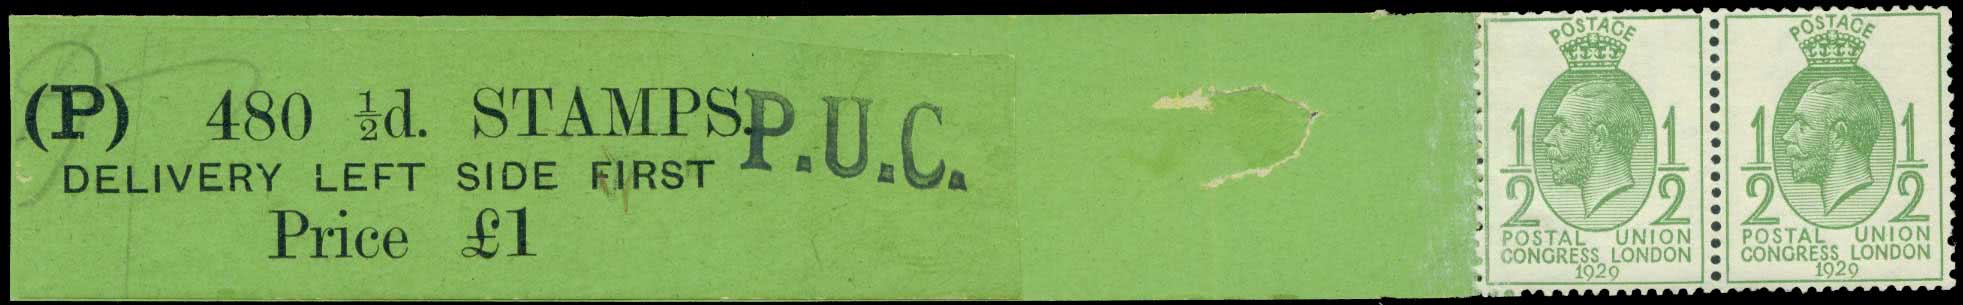 (P) 480 ½d. STAMPS.
DELIVERY LEFT SIDE FIRST
Price £1
P.U.C.
POSTAGE
1/2 1/2
POSTAL UNION
CONGRESS LONDON
1929
POSTAGE
1/2 1/2
POSTAL UNION
CONGRESS LONDON
1929